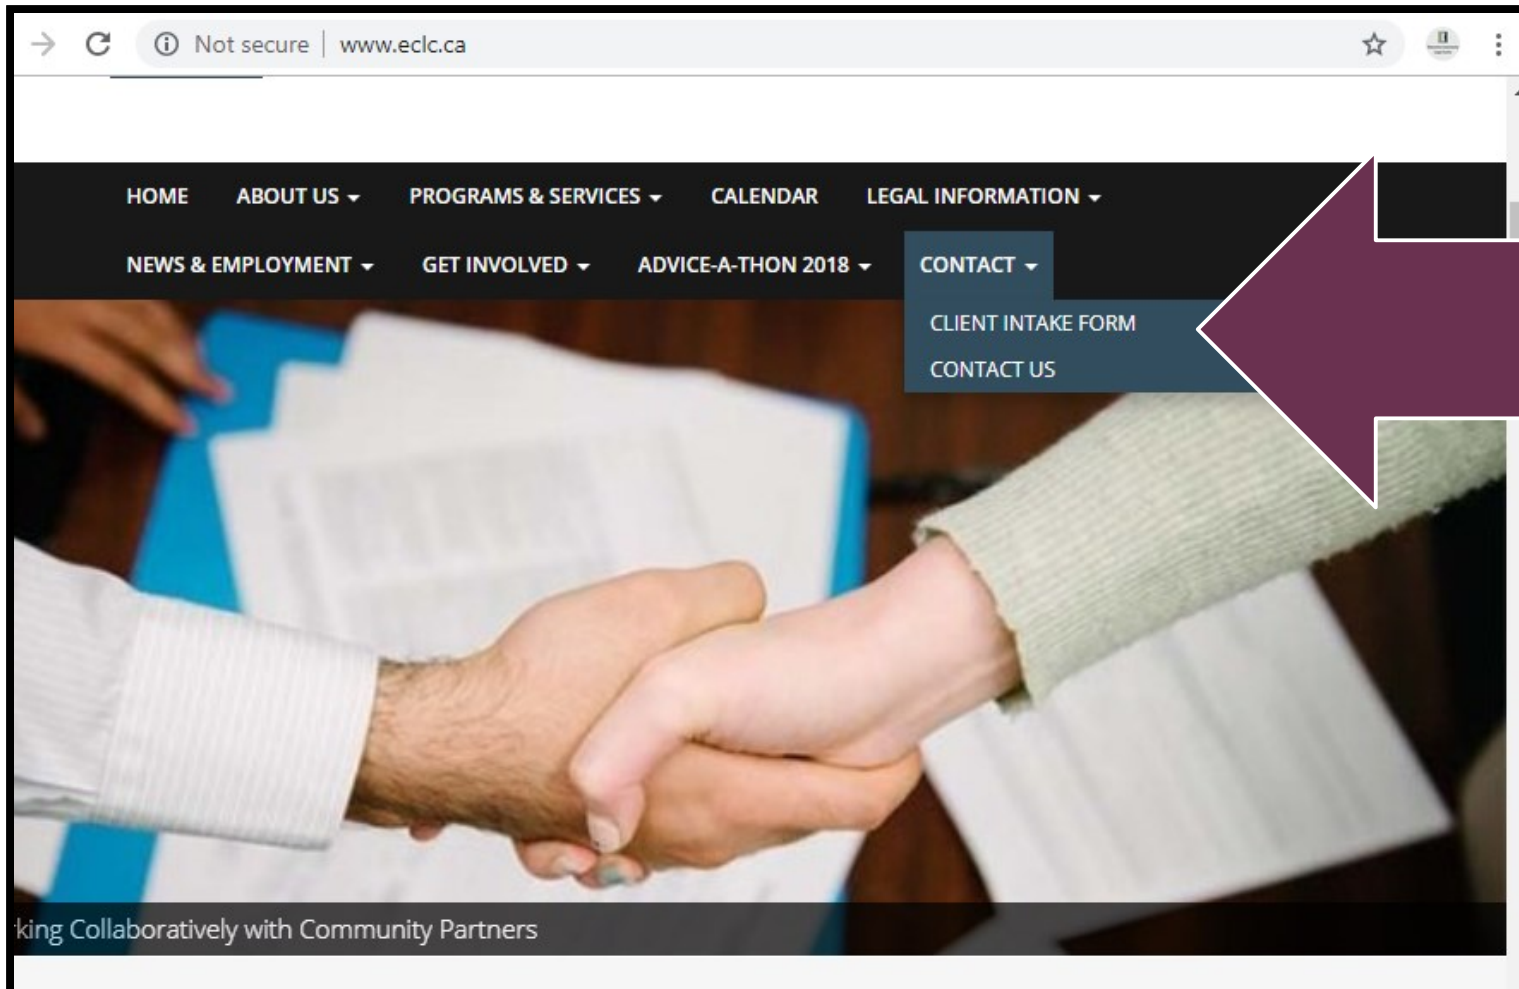 Not secure | www.eclc.ca
HOME ABOUT US PROGRAMS & SERVICES CALENDAR LEGAL INFORMATION
NEWS & EMPLOYMENT GET INVOLVED ADVICE-A-THON 2018 CONTACT
CLIENT INTAKE FORM
CONTACT US
king Collaboratively with Community Partners